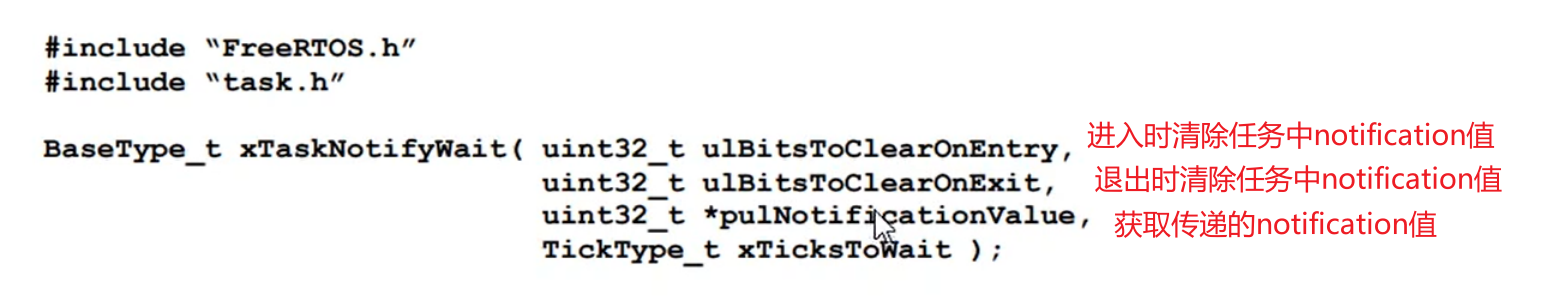 #include “FreeRTOS.h”
#include “task.h”
BaseType_t xTaskNotifyWait( uint32_t ulBitsToClearOnEntry, 进入时清除任务中notification值
uint32_t ulBitsToClearOnExit, 退出时清除任务中notification值
uint32_t *pulNotificationValue, 获取传递的notification值
TickType_t xTicksToWait );